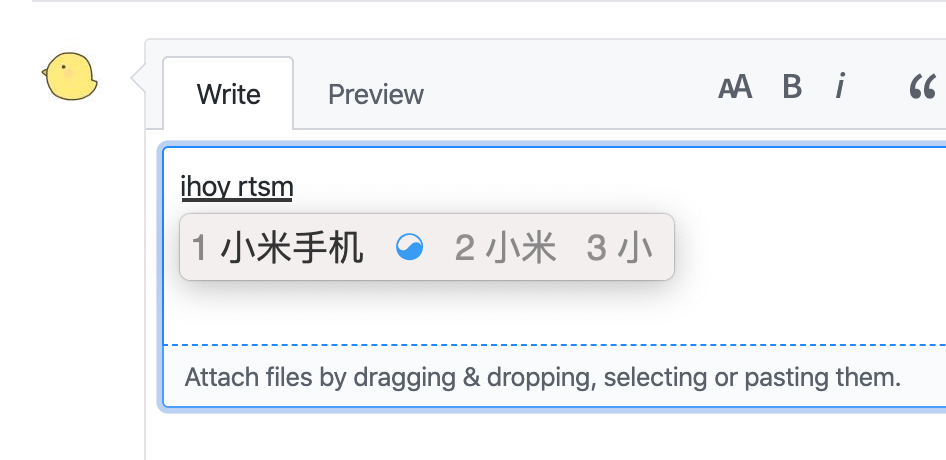 Write Preview AA B i “
ihoy rtsm
1 小米手机 2 小米 3 小
Attach files by dragging & dropping, selecting or pasting them.